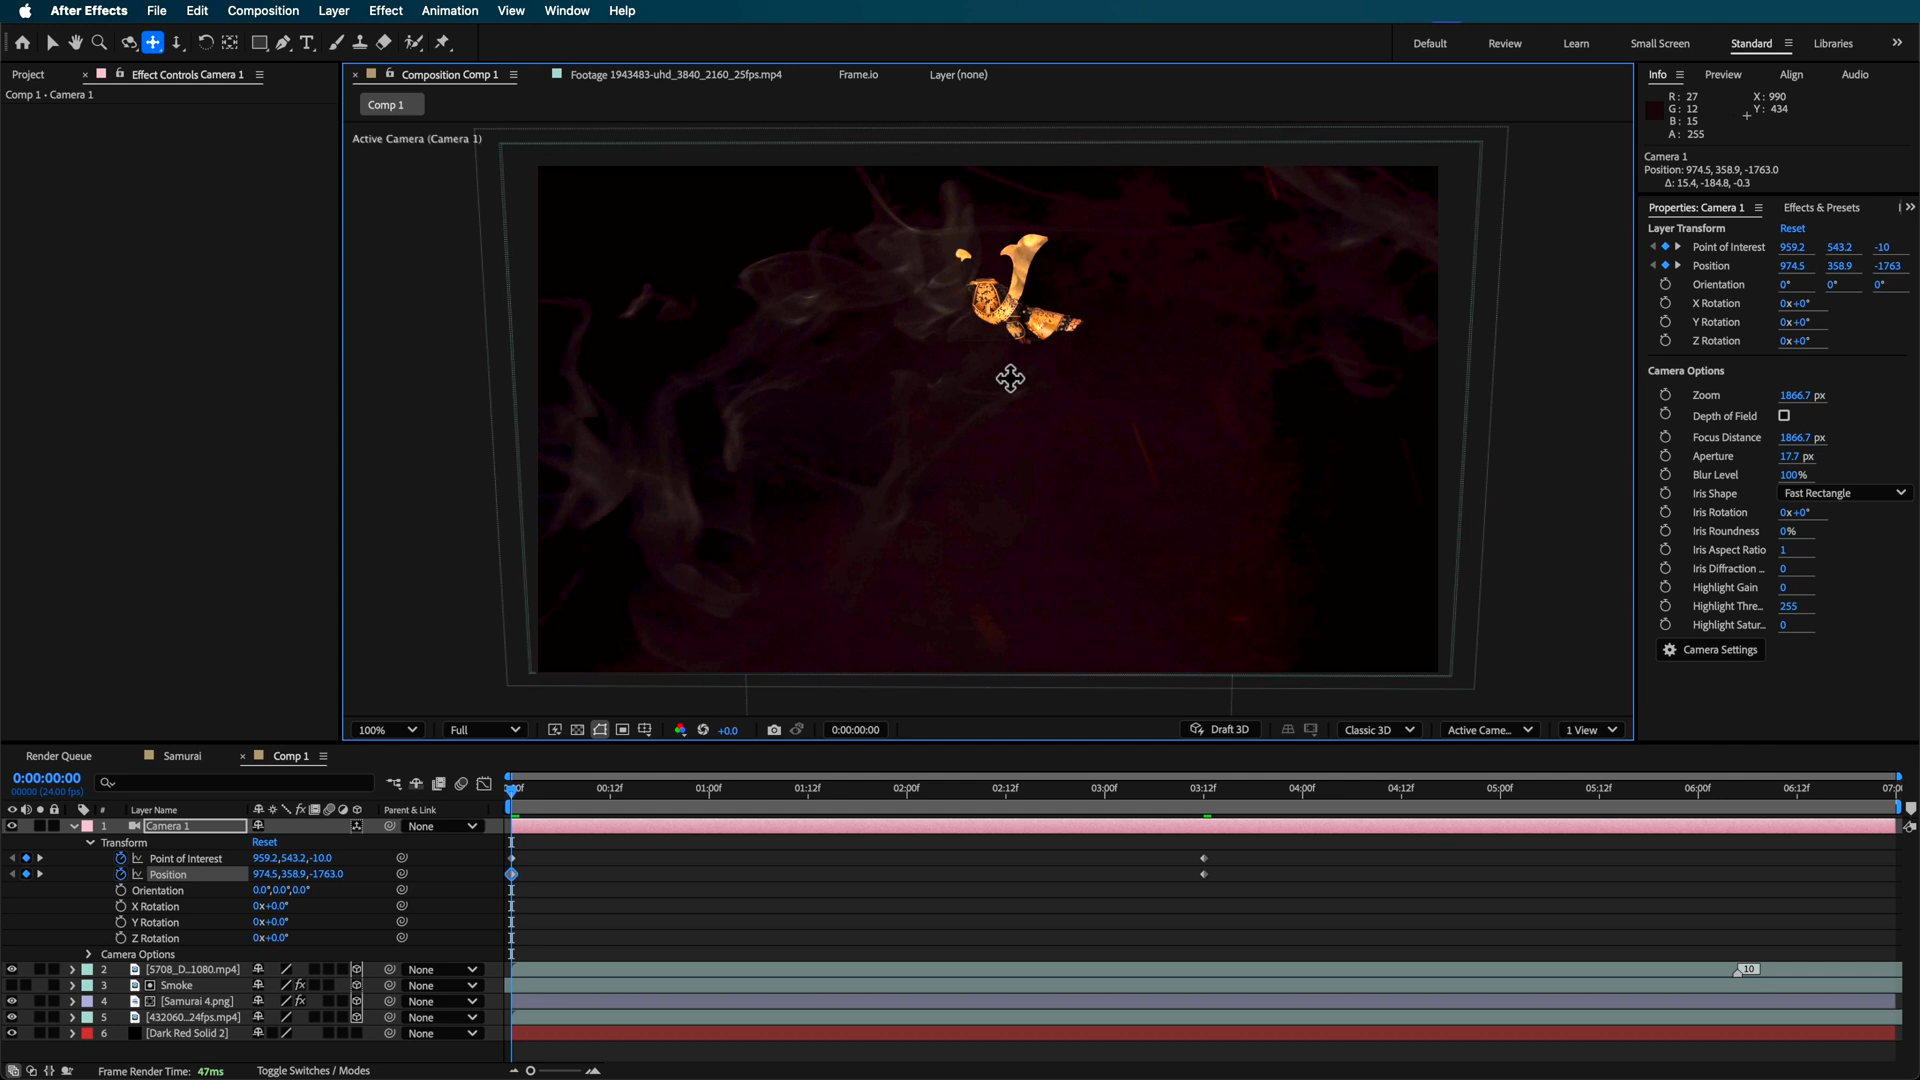 After Effects File Edit Composition Layer Effect Animation View Window Help
Default Review Learn Small Screen Standard Libraries
Project Effect Controls Camera 1
Comp 1 • Camera 1
Composition Comp 1 Footage 1943483-uhd_3840_2160_25fps.mp4 Frame.io Layer (none)
Comp 1
Active Camera (Camera 1)
100% Full +0.0 0:00:00:00 Draft 3D Classic 3D Active Came... 1 View
Info Preview Align Audio
R: 27 X: 990
G: 12 Y: 434
B: 15
A: 255
Camera 1
Position: 974.5, 358.9, -1763.0
Δ: 15.4, -184.8, -0.3
Properties: Camera 1 Effects & Presets
Layer Transform Reset
Point of Interest 959.2 543.2 -10
Position 974.5 358.9 -1763
Orientation 0° 0° 0°
X Rotation 0x+0°
Y Rotation 0x+0°
Z Rotation 0x+0°
Camera Options
Zoom 1866.7 px
Depth of Field
Focus Distance 1866.7 px
Aperture 17.7 px
Blur Level 100%
Iris Shape Fast Rectangle
Iris Rotation 0x+0°
Iris Roundness 0%
Iris Aspect Ratio 1
Iris Diffraction ... 0
Highlight Gain 0
Highlight Thre... 255
Highlight Satur... 0
Camera Settings
Render Queue Samurai Comp 1
0:00:00:00
00000 (24.00 fps)
00:12f 01:00f 01:12f 02:00f 02:12f 03:00f 03:12f 04:00f 04:12f 05:00f 05:12f 06:00f 06:12f 07:0
# Layer Name fx Parent & Link
1 Camera 1 None
Transform Reset
Point of Interest 959.2,543.2,-10.0
Position 974.5,358.9,-1763.0
Orientation 0.0°,0.0°,0.0°
X Rotation 0x+0.0°
Y Rotation 0x+0.0°
Z Rotation 0x+0.0°
Camera Options
2 [5708_D...1080.mp4] None 10
3 Smoke fx None
4 [Samurai 4.png] fx None
5 [432060...24fps.mp4] None
6 [Dark Red Solid 2] None
Frame Render Time: 47ms Toggle Switches / Modes